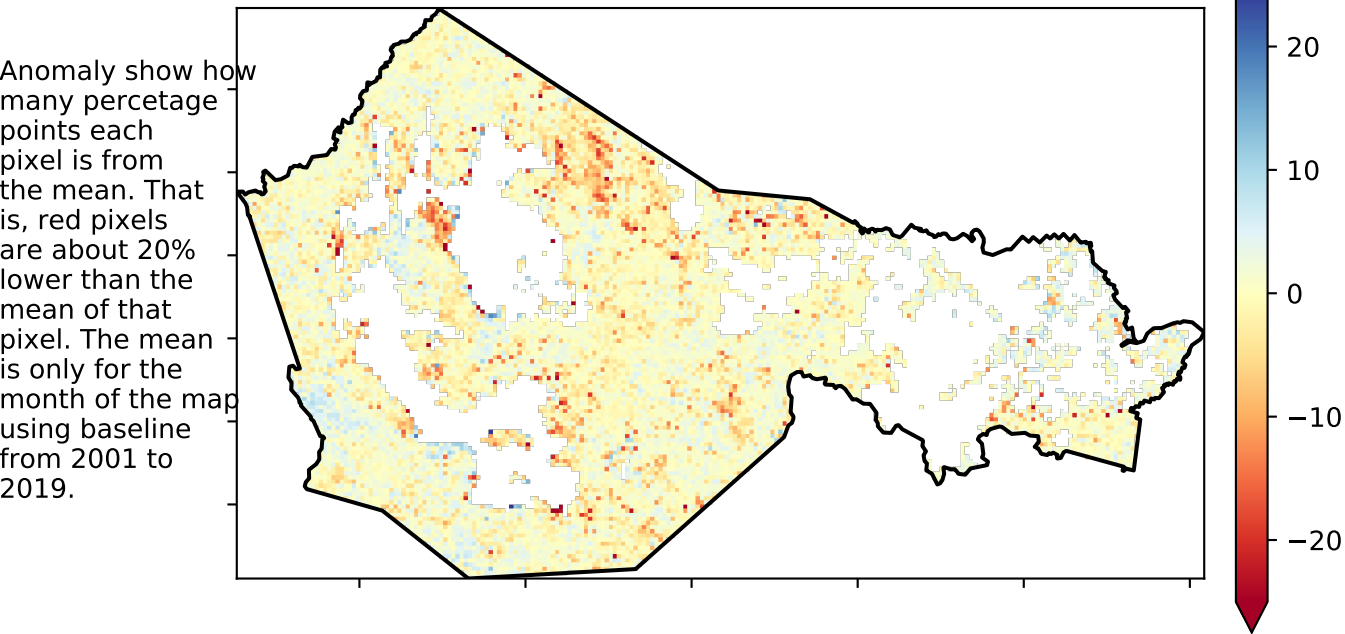 Anomaly show how
many percetage
points each
pixel is from
the mean. That
is, red pixels
are about 20%
lower than the
mean of that
pixel. The mean
is only for the
month of the map
using baseline
from 2001 to
2019.
20
10
0
−10
−20